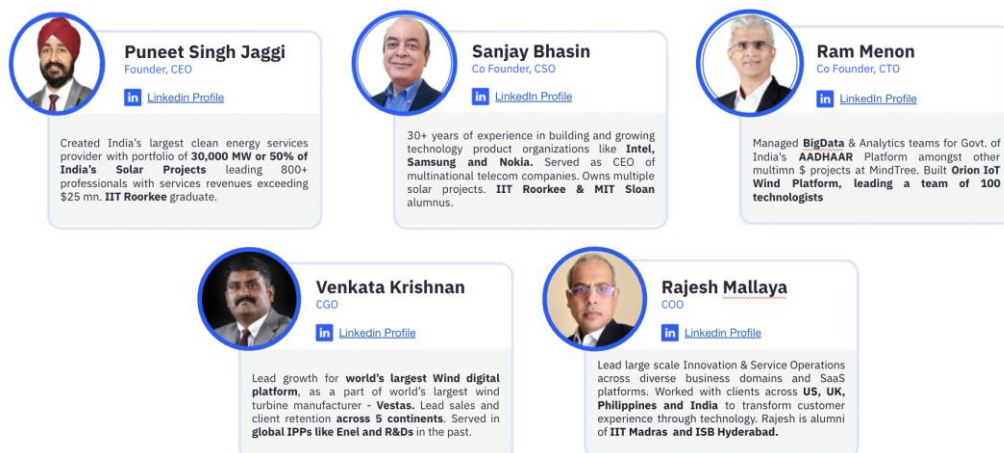 Puneet Singh Jaggi
Founder, CEO
in Linkedin Profile
Created India's largest clean energy services
provider with portfolio of 30,000 MW or 50% of
India's Solar Projects leading 800+
professionals with services revenues exceeding
$25 mn. IIT Roorkee graduate.
Sanjay Bhasin
Co Founder, CSO
in LinkedIn Profile
30+ years of experience in building and growing
technology product organizations like Intel,
Samsung and Nokia. Served as CEO of
multinational telecom companies. Owns multiple
solar projects. IIT Roorkee & MIT Sloan
alumnus.
Ram Menon
Co Founder, CTO
in LinkedIn Profile
Managed BigData & Analytics teams for Govt. of
India's AADHAAR Platform amongst other
multimn $ projects at MindTree. Built Orion IoT
Wind Platform, leading a team of 100
technologists
Venkata Krishnan
CGO
in Linkedin Profile
Lead growth for world's largest Wind digital
platform, as a part of world's largest wind
turbine manufacturer - Vestas. Lead sales and
client retention across 5 continents. Served in
global IPPs like Enel and R&Ds in the past.
Rajesh Mallaya
COO
in Linkedin Profile
Lead large scale Innovation & Service Operations
across diverse business domains and SaaS
platforms. Worked with clients across US, UK,
Philippines and India to transform customer
experience through technology. Rajesh is alumni
of IIT Madras and ISB Hyderabad.